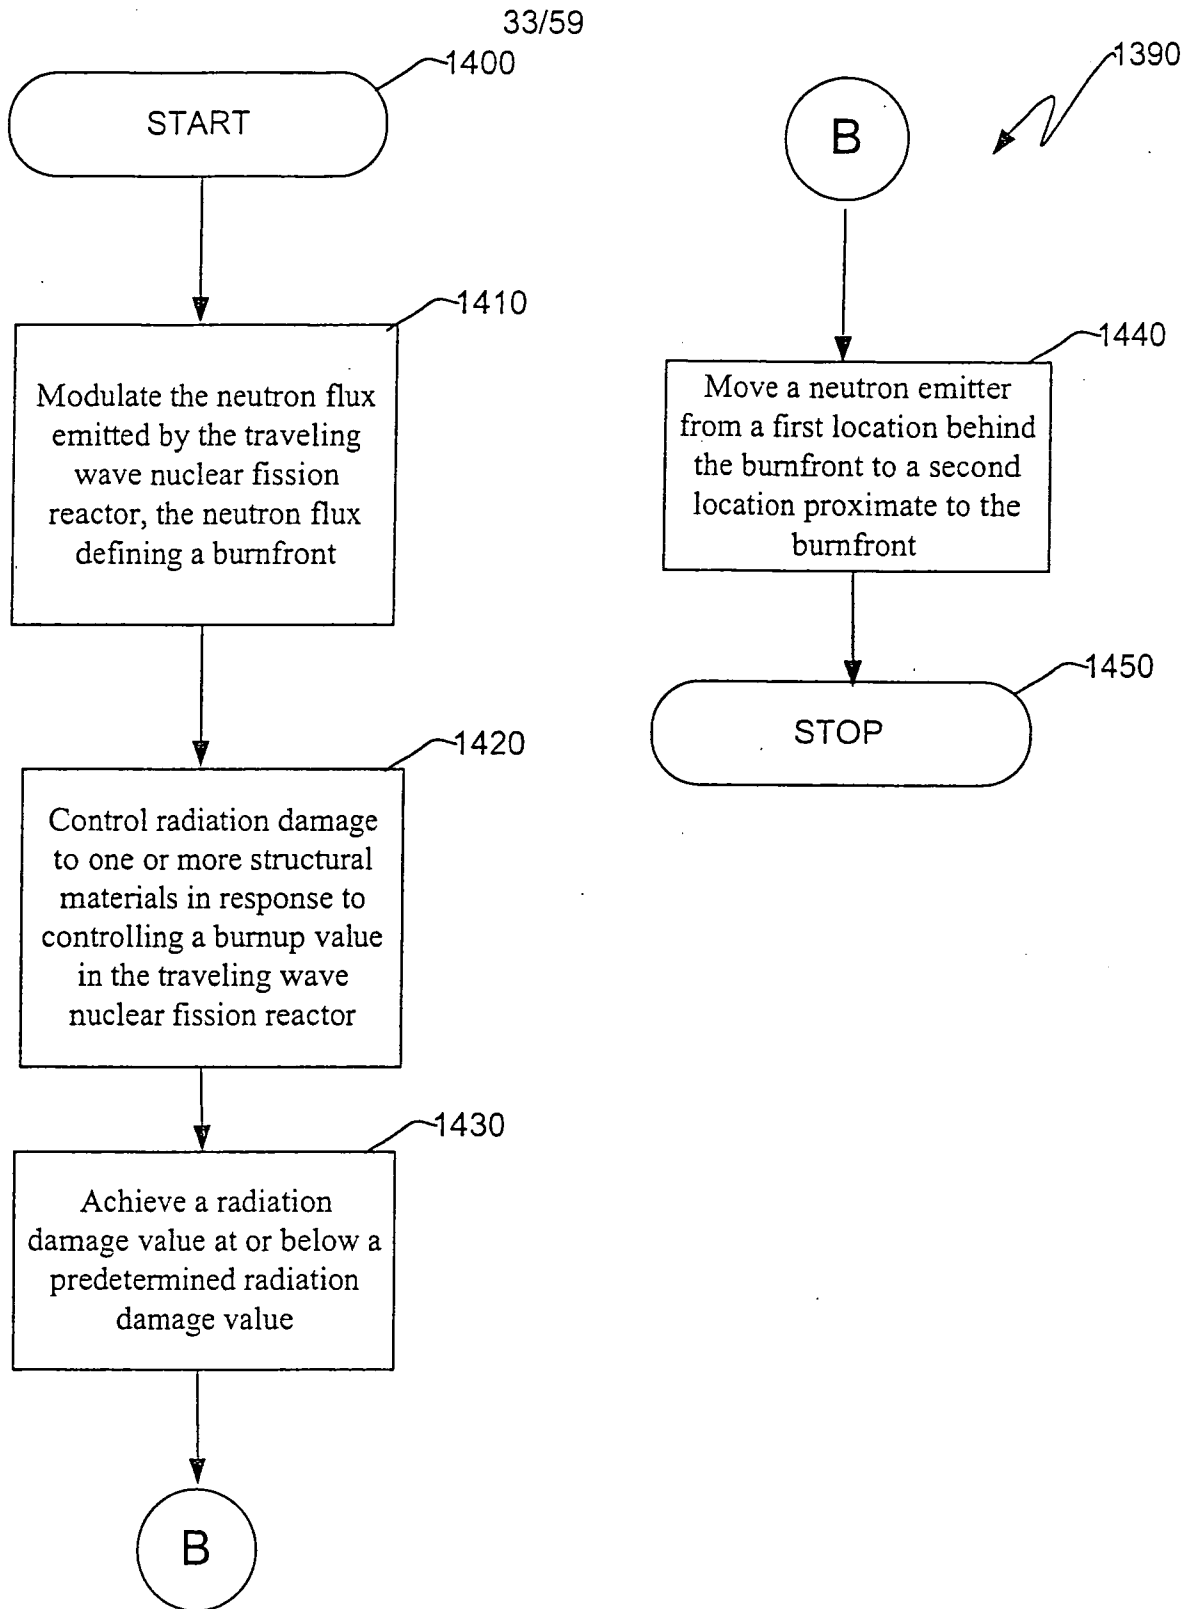 33/59
1400
START
1410
Modulate the neutron flux
emitted by the traveling
wave nuclear fission
reactor, the neutron flux
defining a burnfront
1420
Control radiation damage
to one or more structural
materials in response to
controlling a burnup value
in the traveling wave
nuclear fission reactor
1430
Achieve a radiation
damage value at or below a
predetermined radiation
damage value
B
1390
B
1440
Move a neutron emitter
from a first location behind
the burnfront to a second
location proximate to the
burnfront
1450
STOP